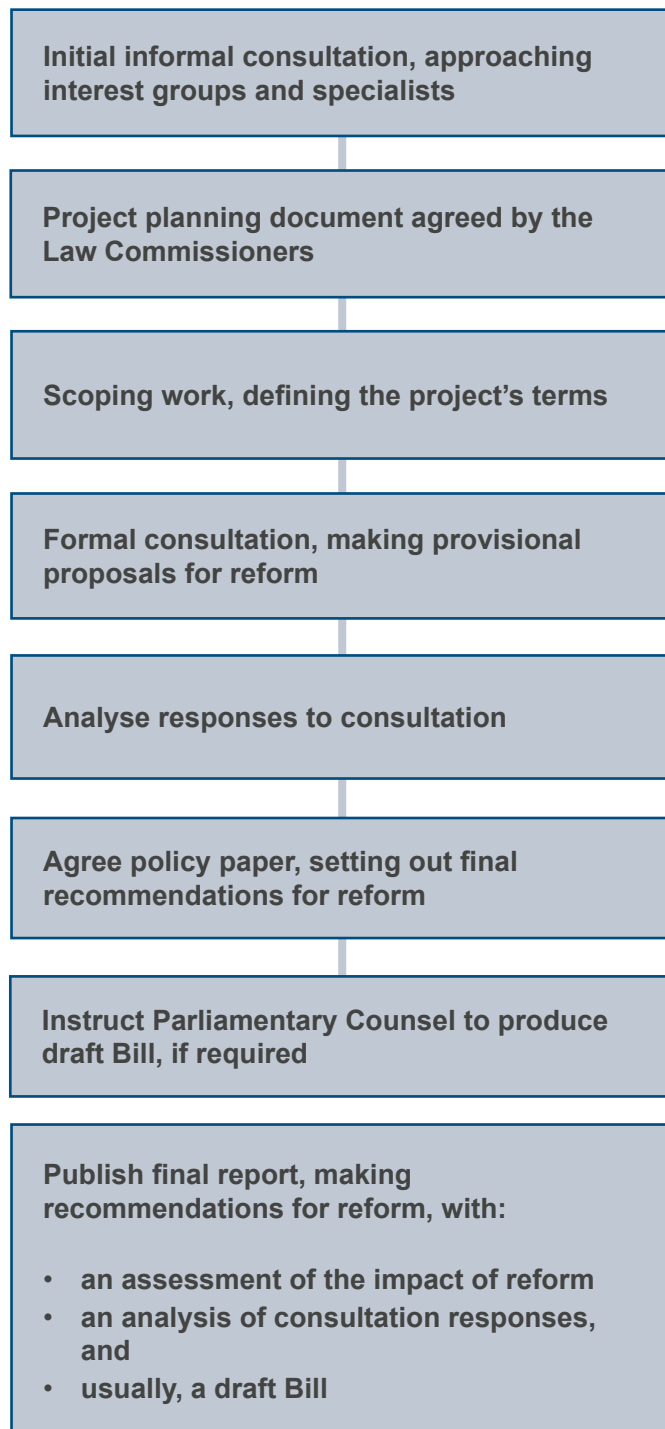 Initial informal consultation, approaching
interest groups and specialists
Project planning document agreed by the
Law Commissioners
Scoping work, defining the project’s terms
Formal consultation, making provisional
proposals for reform
Analyse responses to consultation
Agree policy paper, setting out final
recommendations for reform
Instruct Parliamentary Counsel to produce
draft Bill, if required
Publish final report, making
recommendations for reform, with:
• an assessment of the impact of reform
• an analysis of consultation responses,
and
• usually, a draft Bill